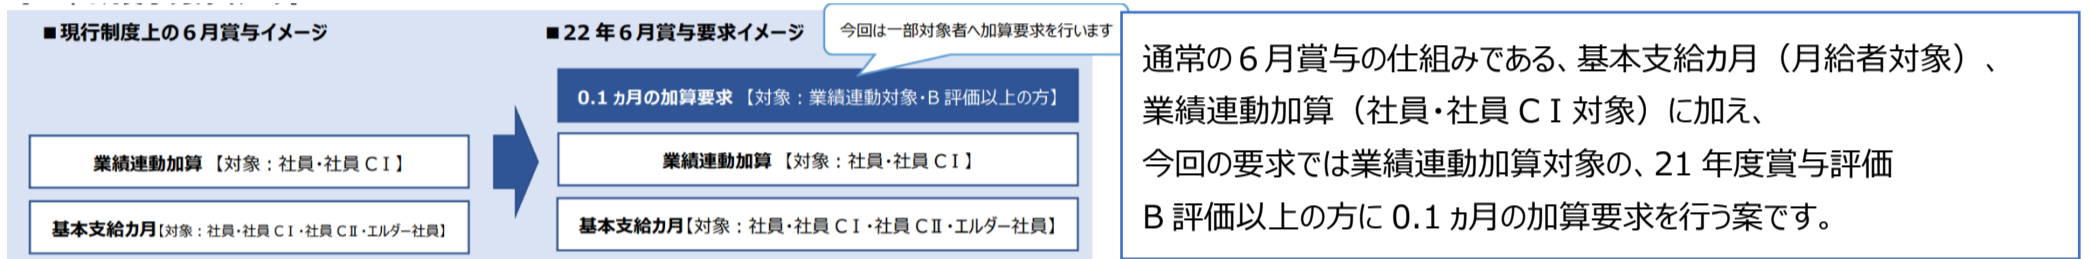 ■現行制度上の６月賞与イメージ
業績連動加算【対象：社員・社員ＣⅠ】
基本支給カ月【対象：社員・社員ＣⅠ・社員ＣⅡ・エルダー社員】
■22 年６月賞与要求イメージ
今回は一部対象者へ加算要求を行います
0.1 ヵ月の加算要求【対象：業績連動対象・B 評価以上の方】
業績連動加算【対象：社員・社員ＣⅠ】
基本支給カ月【対象：社員・社員ＣⅠ・社員ＣⅡ・エルダー社員】
通常の６月賞与の仕組みである、基本支給カ月（月給者対象）、
業績連動加算（社員・社員ＣⅠ対象）に加え、
今回の要求では業績連動加算対象の、21 年度賞与評価
B 評価以上の方に 0.1 ヵ月の加算要求を行う案です。